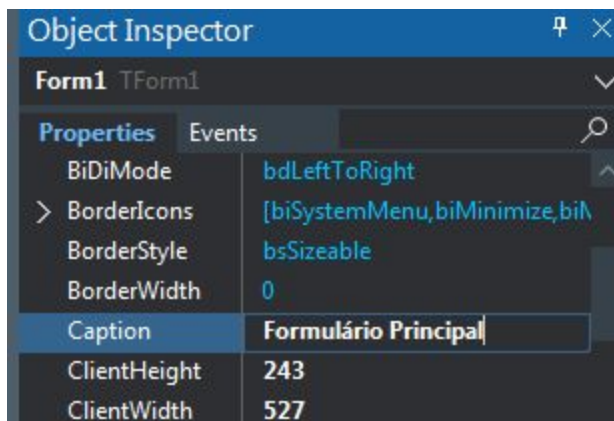 Object Inspector
Form1 TForm1
Properties Events
BiDiMode bdLeftToRight
BorderIcons [biSystemMenu,biMinimize,biM
BorderStyle bsSizeable
BorderWidth 0
Caption Formulário Principal
ClientHeight 243
ClientWidth 527